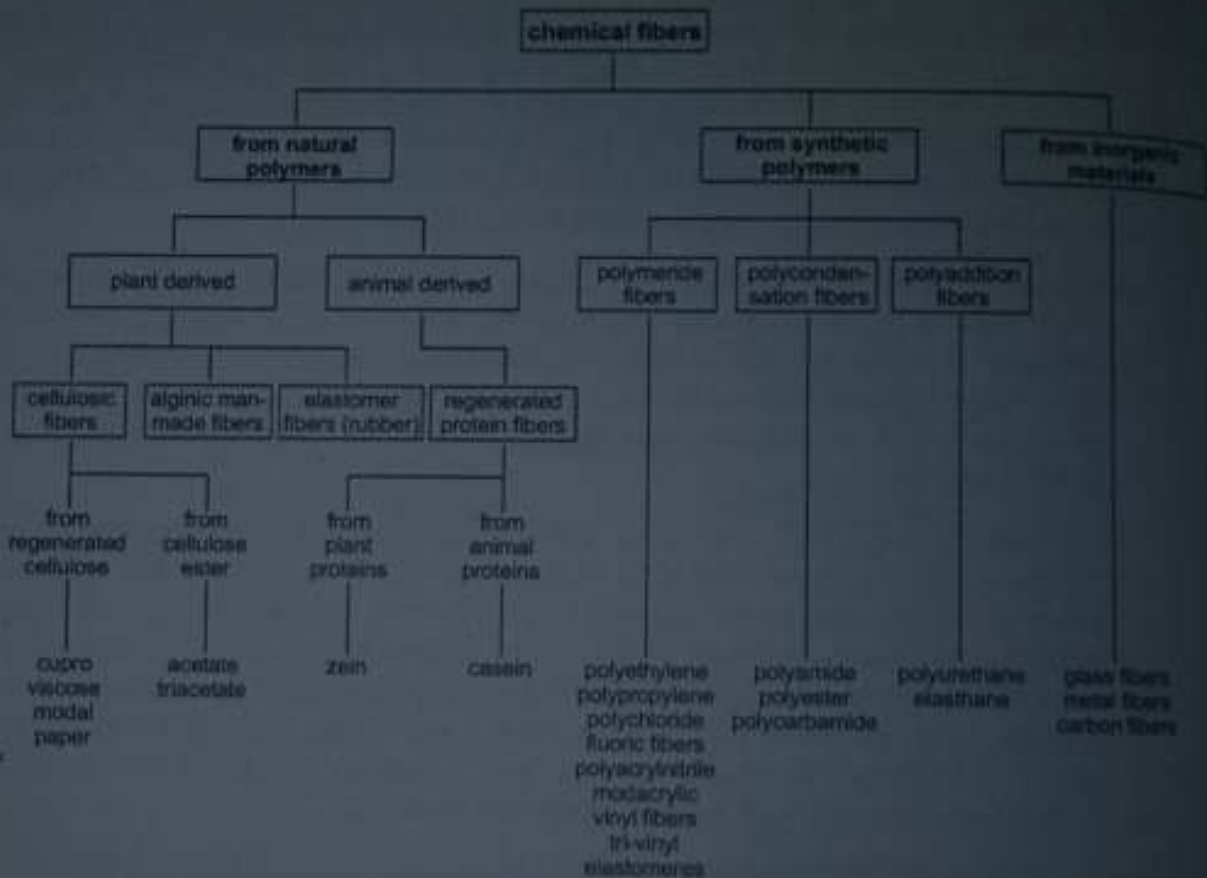 chemical fibers
from natural
polymers
from synthetic
polymers
from inorganic
materials
plant derived
animal derived
polymeride
fibers
polycondan-
sation fibers
polyaddition
fibers
cellulosic
fibers
alginic man-
made fibers
elastomer
fibers (rubber)
regenerated
protein fibers
from
regenerated
cellulose
from
cellulose
ester
from
plant
proteins
from
animal
proteins
cupro
viscose
modal
paper
acetate
triacetate
zein
casein
polyethylene
polypropylene
polychloride
fluoric fibers
polyacrylnitrile
modacrylic
vinyl fibers
tri-vinyl
elastomeres
polyamide
polyester
polycarbamide
polyurethane
elasthane
glass fibers
metal fibers
carbon fibers